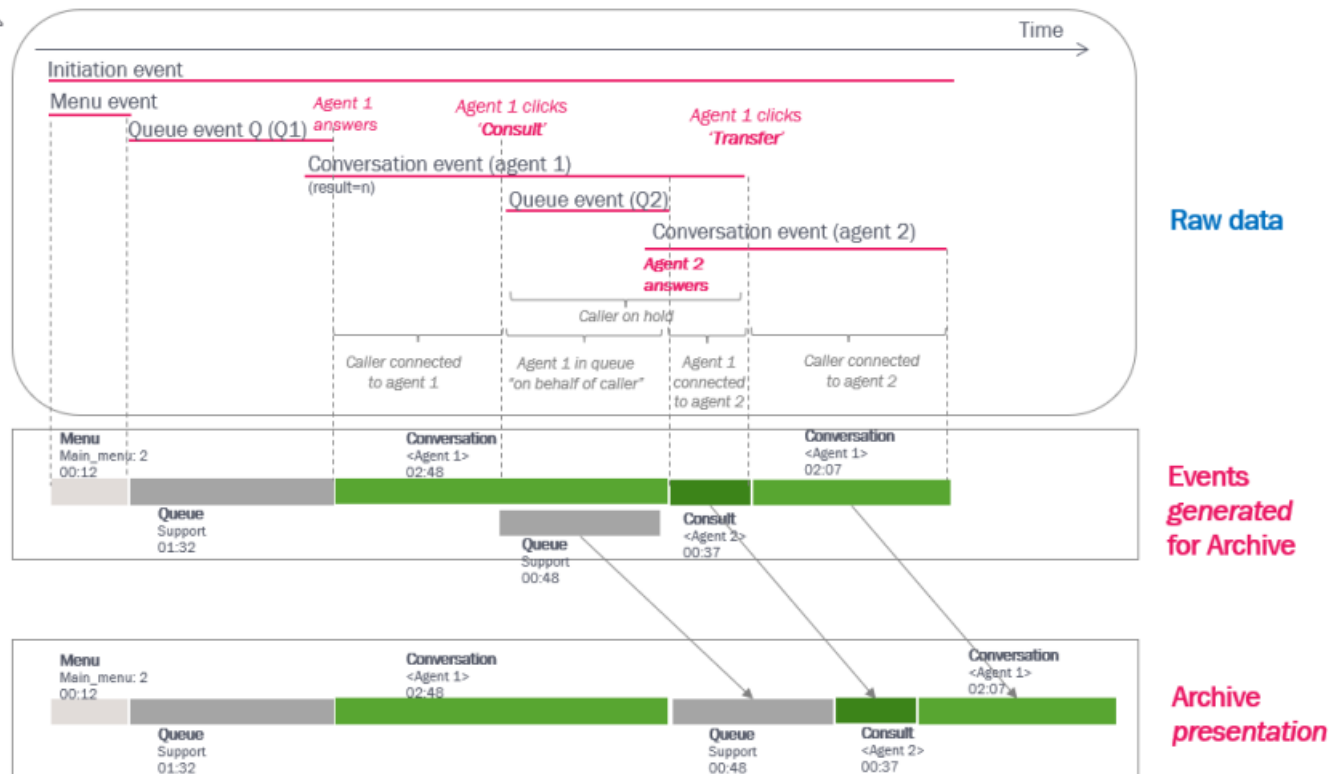 Time
Initiation event
Menu event
Queue event Q (Q1)
Agent 1
answers
Agent 1 clicks
'Consult'
Agent 1 clicks
'Transfer'
Conversation event (agent 1)
(result=n)
Queue event (Q2)
Conversation event (agent 2)
Agent 2
answers
Caller on hold
Caller connected
to agent 1
Agent 1 in queue
"on behalf of caller"
Agent 1
connected
to agent 2
Caller connected
to agent 2
Raw data
Menu
Main_menu: 2
00:12
Conversation
<Agent 1>
02:48
Conversation
<Agent 1>
02:07
Queue
Support
01:32
Queue
Support
00:48
Consult
<Agent 2>
00:37
Events
generated
for Archive
Menu
Main_menu: 2
00:12
Conversation
<Agent 1>
02:48
Conversation
<Agent 1>
02:07
Queue
Support
01:32
Queue
Support
00:48
Consult
<Agent 2>
00:37
Archive
presentation